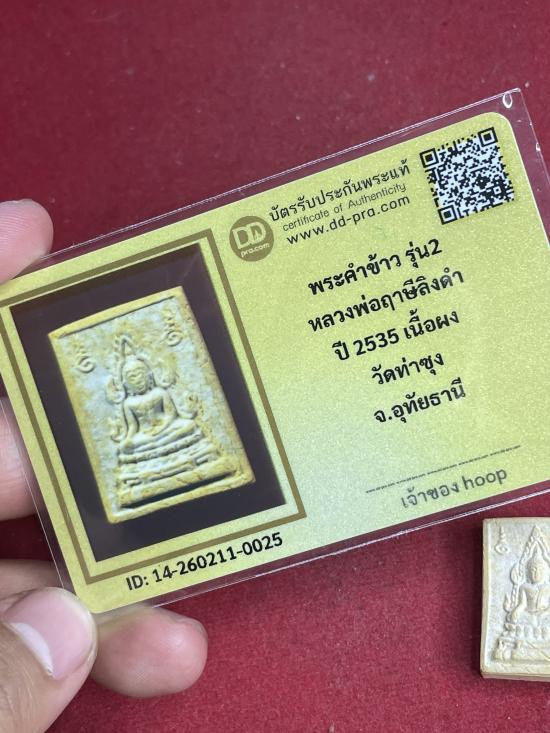 DD
pra.com
บัตรรับประกันพระแท้
certificate of Authenticity
www.dd-pra.com
พระคำข้าว รุ่น2
หลวงพ่อฤาษีลิงดำ
ปี 2535 เนื้อผง
วัดท่าซุง
จ.อุทัยธานี
เจ้าของ hoop
ID: 14-260211-0025